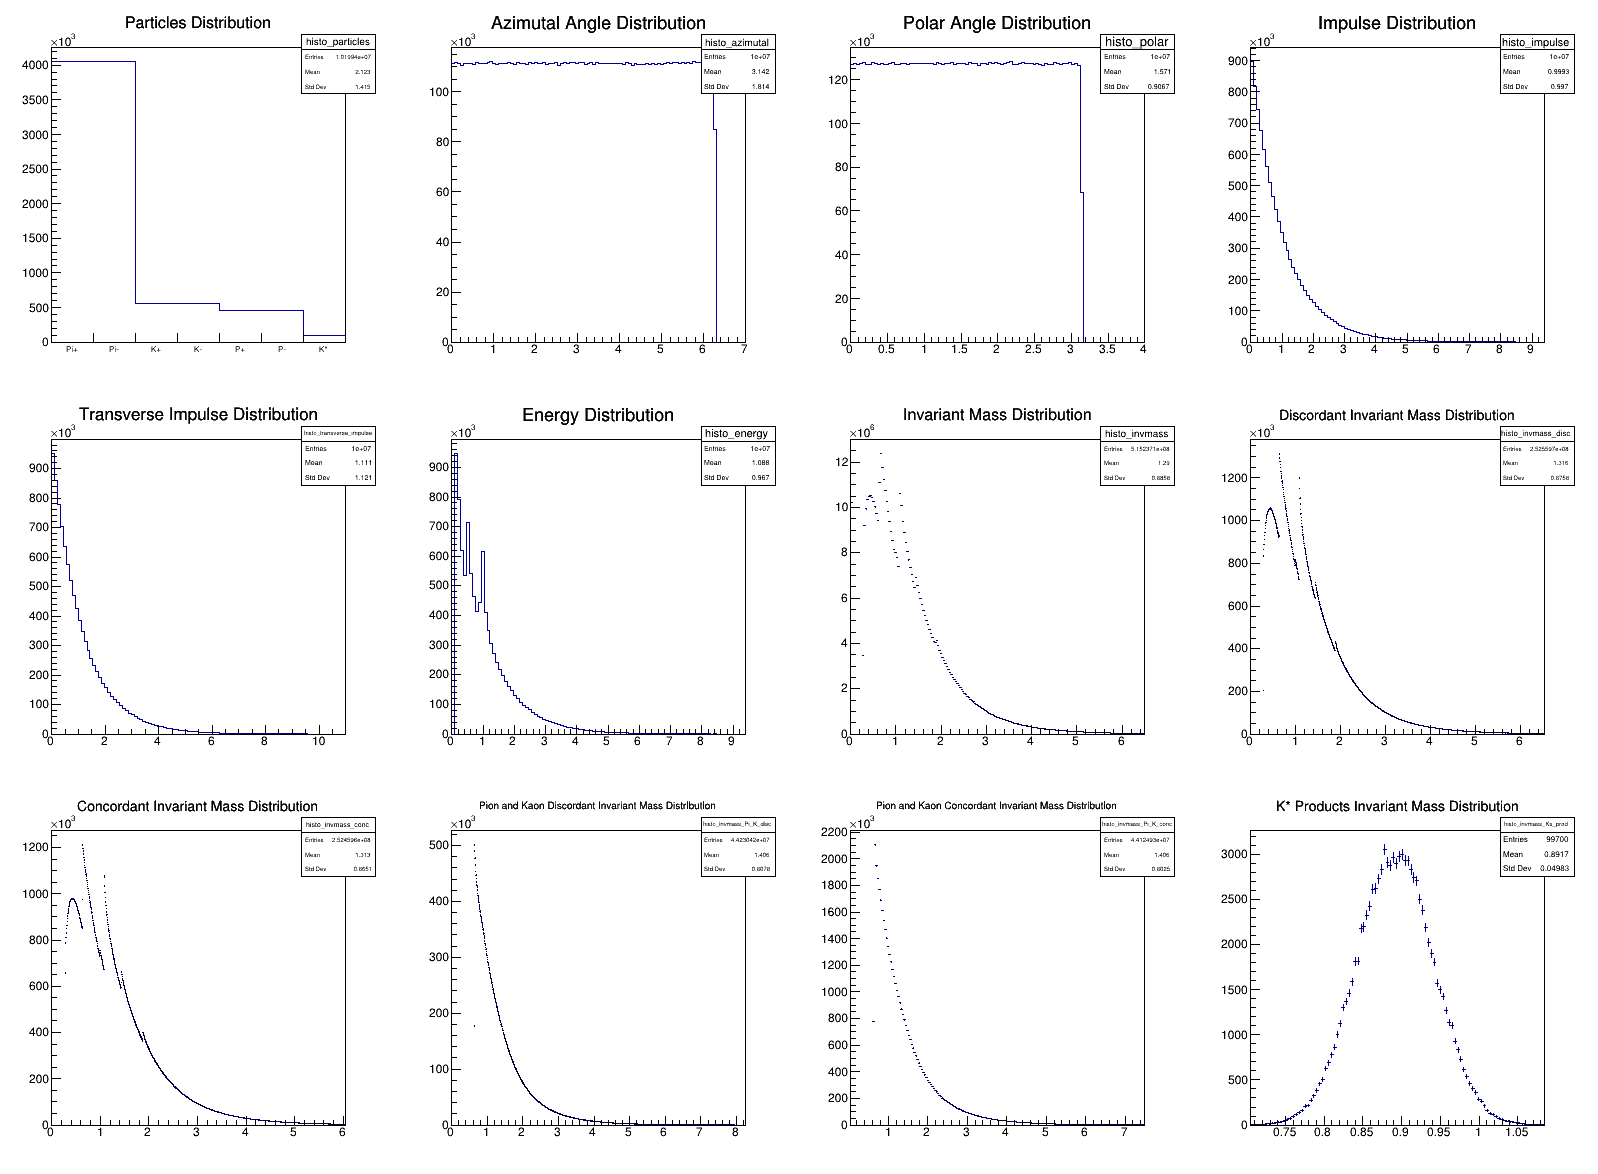 Particles Distribution
×10³
histo_particles
Entries 1.01994e+07
Mean 2.123
Std Dev 1.415
4000
3500
3000
2500
2000
1500
1000
500
0
Pi+ Pi- K+ K- P+ P- K*
Azimutal Angle Distribution
×10³
histo_azimutal
Entries 1e+07
Mean 3.142
Std Dev 1.814
100
80
60
40
20
0
0 1 2 3 4 5 6 7
Polar Angle Distribution
×10³
histo_polar
Entries 1e+07
Mean 1.571
Std Dev 0.9067
120
100
80
60
40
20
0
0 0.5 1 1.5 2 2.5 3 3.5 4
Impulse Distribution
×10³
histo_impulse
Entries 1e+07
Mean 0.9993
Std Dev 0.997
900
800
700
600
500
400
300
200
100
0
0 1 2 3 4 5 6 7 8 9
Transverse Impulse Distribution
×10³
histo_transverse_impulse
Entries 1e+07
Mean 1.111
Std Dev 1.121
900
800
700
600
500
400
300
200
100
0
0 2 4 6 8 10
Energy Distribution
×10³
histo_energy
Entries 1e+07
Mean 1.088
Std Dev 0.967
900
800
700
600
500
400
300
200
100
0
0 1 2 3 4 5 6 7 8 9
Invariant Mass Distribution
×10⁶
histo_invmass
Entries 5.152371e+08
Mean 1.29
Std Dev 0.6858
12
10
8
6
4
2
0
0 1 2 3 4 5 6
Discordant Invariant Mass Distribution
×10³
histo_invmass_disc
Entries 2.525597e+08
Mean 1.316
Std Dev 0.6758
1200
1000
800
600
400
200
0
0 1 2 3 4 5 6
Concordant Invariant Mass Distribution
×10³
histo_invmass_conc
Entries 2.524596e+08
Mean 1.313
Std Dev 0.6651
1200
1000
800
600
400
200
0
0 1 2 3 4 5 6
Pion and Kaon Discordant Invariant Mass Distribution
×10³
histo_invmass_Pi_K_disc
Entries 4.423042e+07
Mean 1.406
Std Dev 0.6078
500
400
300
200
100
0
0 1 2 3 4 5 6 7 8
Pion and Kaon Concordant Invariant Mass Distribution
×10³
histo_invmass_Pi_K_conc
Entries 4.412493e+07
Mean 1.406
Std Dev 0.6025
2200
2000
1800
1600
1400
1200
1000
800
600
400
200
0
1 2 3 4 5 6 7
K* Products Invariant Mass Distribution
histo_invmass_Ks_prod
Entries 99700
Mean 0.8917
Std Dev 0.04983
3000
2500
2000
1500
1000
500
0
0.75 0.8 0.85 0.9 0.95 1 1.05